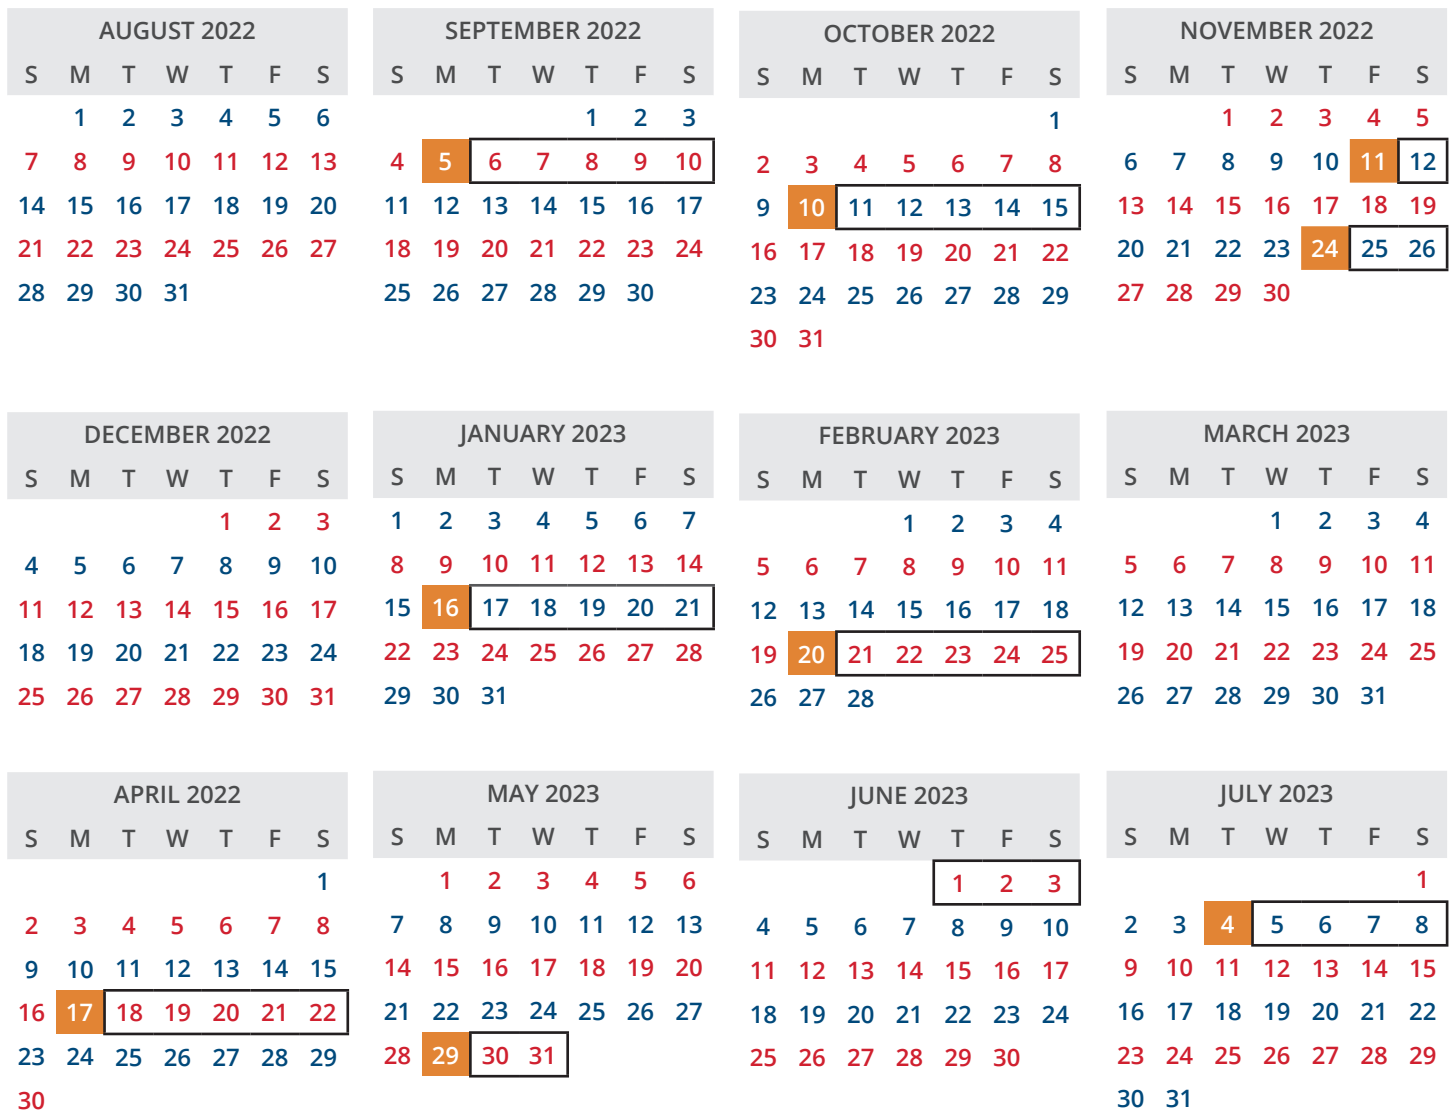 AUGUST 2022
S M T W T F S
1 2 3 4 5 6
7 8 9 10 11 12 13
14 15 16 17 18 19 20
21 22 23 24 25 26 27
28 29 30 31
SEPTEMBER 2022
S M T W T F S
1 2 3
4 5 6 7 8 9 10
11 12 13 14 15 16 17
18 19 20 21 22 23 24
25 26 27 28 29 30
OCTOBER 2022
S M T W T F S
1
2 3 4 5 6 7 8
9 10 11 12 13 14 15
16 17 18 19 20 21 22
23 24 25 26 27 28 29
30 31
NOVEMBER 2022
S M T W T F S
1 2 3 4 5
6 7 8 9 10 11 12
13 14 15 16 17 18 19
20 21 22 23 24 25 26
27 28 29 30
DECEMBER 2022
S M T W T F S
1 2 3
4 5 6 7 8 9 10
11 12 13 14 15 16 17
18 19 20 21 22 23 24
25 26 27 28 29 30 31
JANUARY 2023
S M T W T F S
1 2 3 4 5 6 7
8 9 10 11 12 13 14
15 16 17 18 19 20 21
22 23 24 25 26 27 28
29 30 31
FEBRUARY 2023
S M T W T F S
1 2 3 4
5 6 7 8 9 10 11
12 13 14 15 16 17 18
19 20 21 22 23 24 25
26 27 28
MARCH 2023
S M T W T F S
1 2 3 4
5 6 7 8 9 10 11
12 13 14 15 16 17 18
19 20 21 22 23 24 25
26 27 28 29 30 31
APRIL 2022
S M T W T F S
1
2 3 4 5 6 7 8
9 10 11 12 13 14 15
16 17 18 19 20 21 22
23 24 25 26 27 28 29
30
MAY 2023
S M T W T F S
1 2 3 4 5 6
7 8 9 10 11 12 13
14 15 16 17 18 19 20
21 22 23 24 25 26 27
28 29 30 31
JUNE 2023
S M T W T F S
1 2 3
4 5 6 7 8 9 10
11 12 13 14 15 16 17
18 19 20 21 22 23 24
25 26 27 28 29 30
JULY 2023
S M T W T F S
1
2 3 4 5 6 7 8
9 10 11 12 13 14 15
16 17 18 19 20 21 22
23 24 25 26 27 28 29
30 31